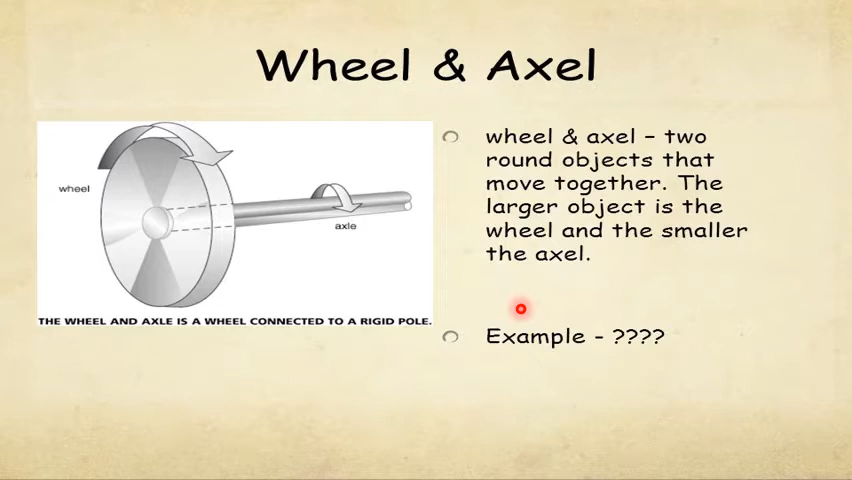 Wheel & Axel
wheel
axle
THE WHEEL AND AXLE IS A WHEEL CONNECTED TO A RIGID POLE.
wheel & axel – two
round objects that
move together. The
larger object is the
wheel and the smaller
the axel.
Example - ????